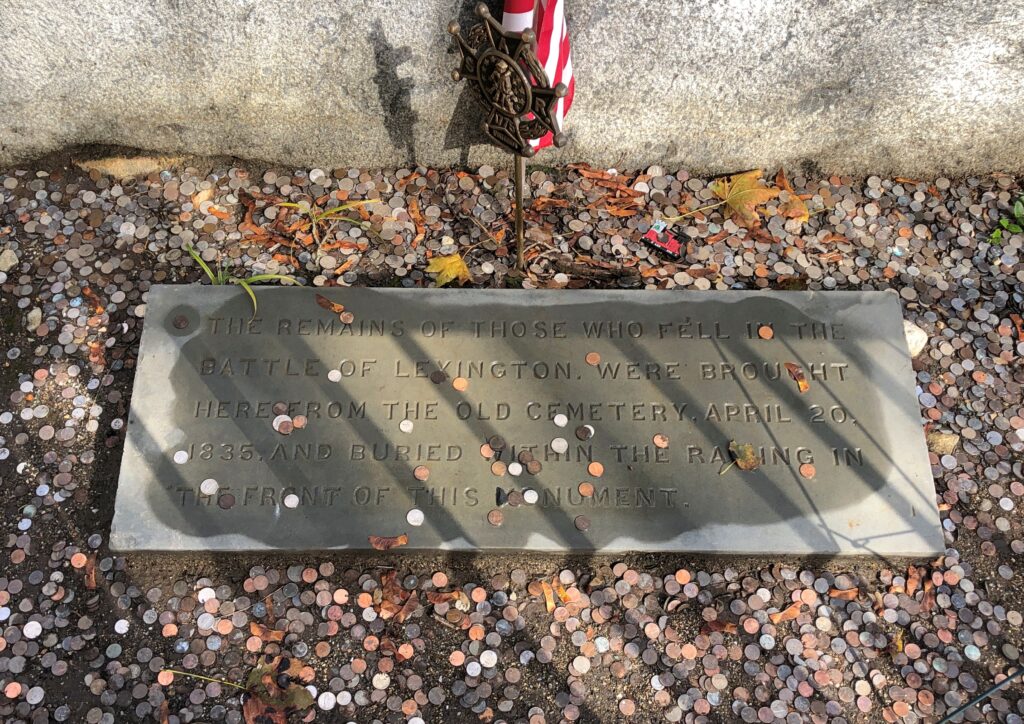 THE REMAINS OF THOSE WHO FELL IN THE
BATTLE OF LEXINGTON, WERE BROUGHT
HERE FROM THE OLD CEMETERY, APRIL 20,
1835, AND BURIED WITHIN THE RAILING IN
THE FRONT OF THIS MONUMENT.